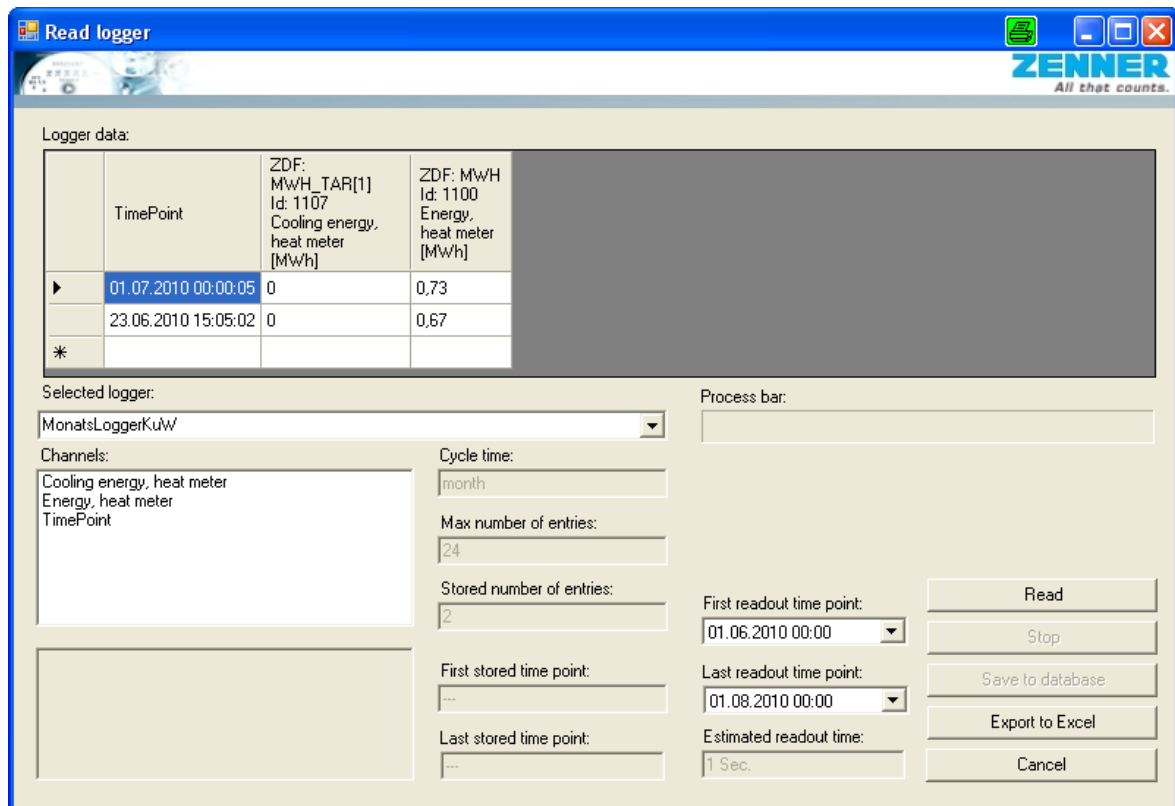 Read logger
ZENNER
All that counts.
Logger data:
TimePoint
ZDF:
MWH_TAR[1]
Id: 1107
Cooling energy,
heat meter
[MWh]
ZDF: MWH
Id: 1100
Energy,
heat meter
[MWh]
01.07.2010 00:00:05 0 0,73
23.06.2010 15:05:02 0 0,67
Selected logger:
MonatsLoggerKuW
Process bar:
Channels:
Cooling energy, heat meter
Energy, heat meter
TimePoint
Cycle time:
month
Max number of entries:
24
Stored number of entries:
2
First stored time point:
---
Last stored time point:
---
First readout time point:
01.06.2010 00:00
Last readout time point:
01.08.2010 00:00
Estimated readout time:
1 Sec.
Read
Stop
Save to database
Export to Excel
Cancel